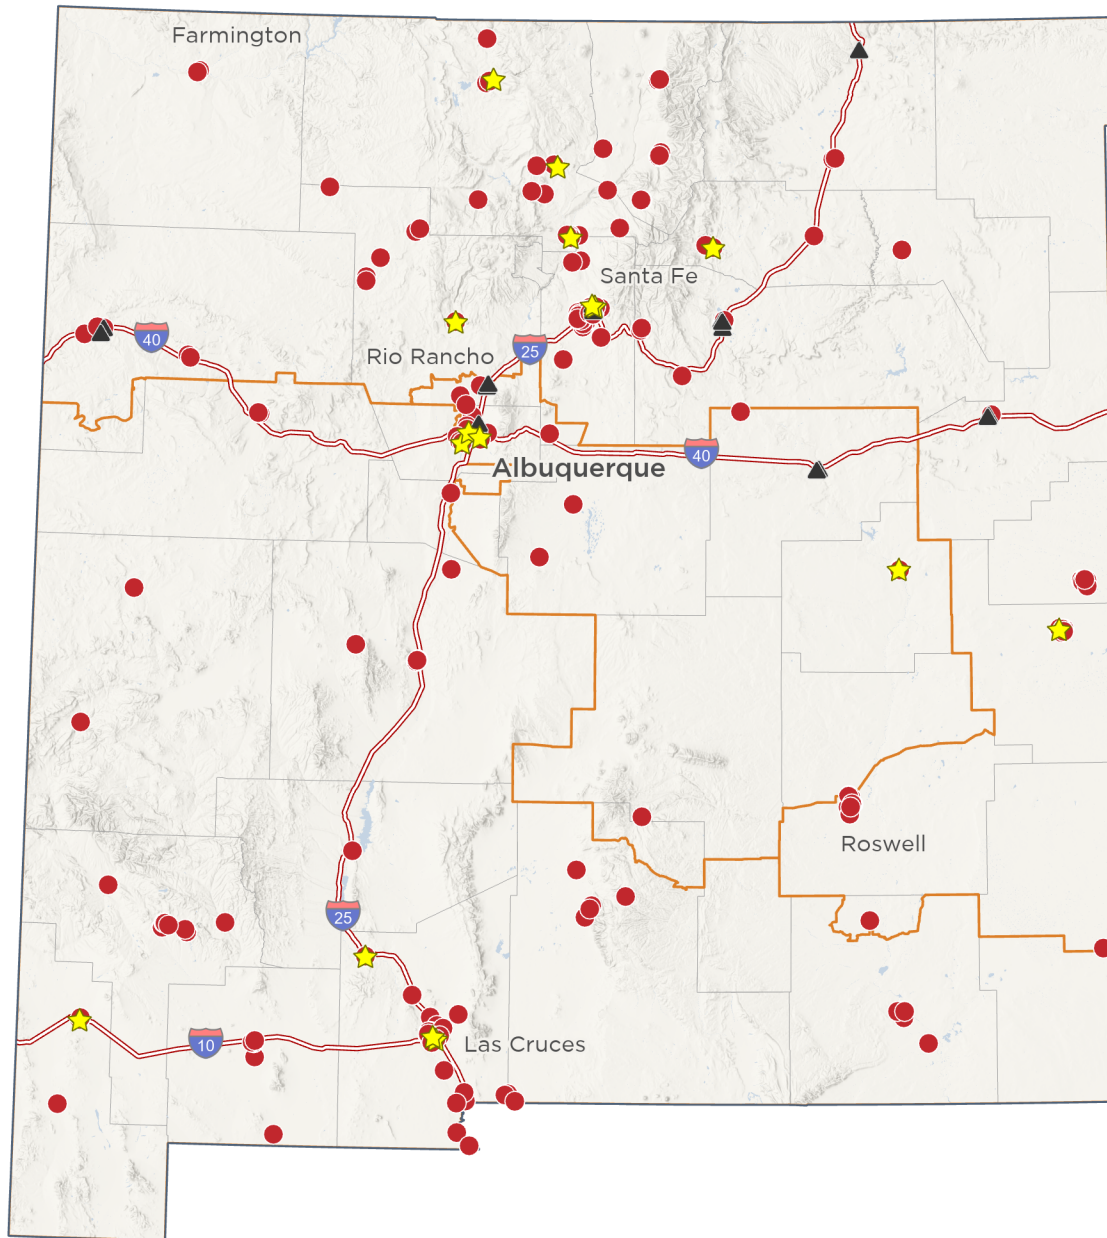 Farmington
Santa Fe
40
25
Rio Rancho
40
Albuquerque
Roswell
25
10
Las Cruces